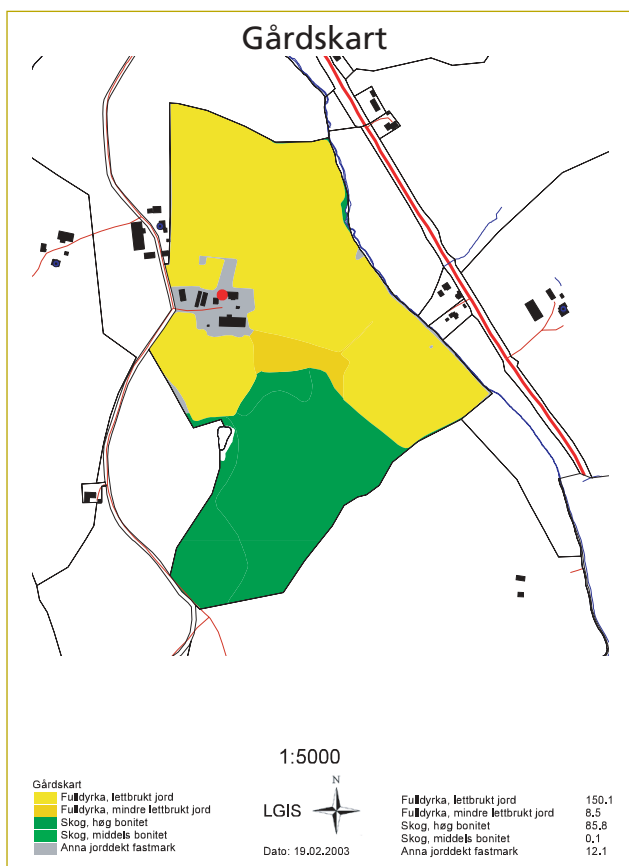 Gårdskart
1:5000
Gårdskart
Fulldyrka, lettbrukt jord
Fulldyrka, mindre lettbrukt jord
Skog, høg bonitet
Skog, middels bonitet
Anna jorddekt fastmark
N
LGIS
Dato: 19.02.2003
Fulldyrka, lettbrukt jord 150.1
Fulldyrka, mindre lettbrukt jord 8.5
Skog, høg bonitet 85.8
Skog, middels bonitet 0.1
Anna jorddekt fastmark 12.1